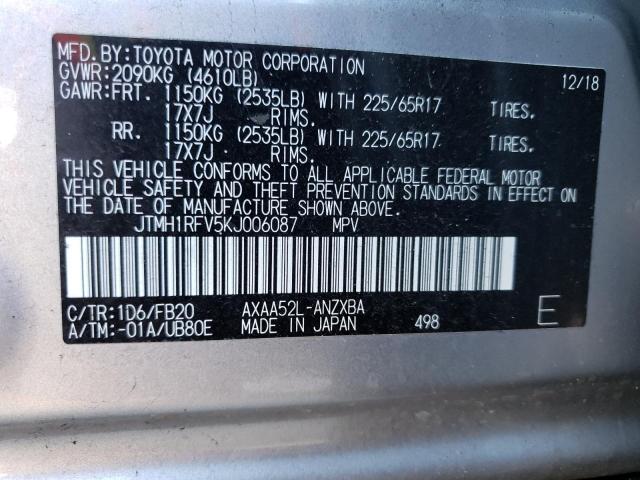 MFD. BY: TOYOTA MOTOR CORPORATION
GVWR: 2090KG (4610LB) 12/18
GAWR: FRT. 1150KG (2535LB) WITH 225/65R17 TIRES.
17X7J RIMS.
RR. 1150KG (2535LB) WITH 225/65R17 TIRES.
17X7J RIMS.
THIS VEHICLE CONFORMS TO ALL APPLICABLE FEDERAL MOTOR
VEHICLE SAFETY AND THEFT PREVENTION STANDARDS IN EFFECT ON
THE DATE OF MANUFACTURE SHOWN ABOVE.
JTMH1RFV5KJ006087 MPV
C/TR: 1D6/FB20 AXAA52L-ANZXBA
A/TM: -01A/UB80E MADE IN JAPAN 498 E